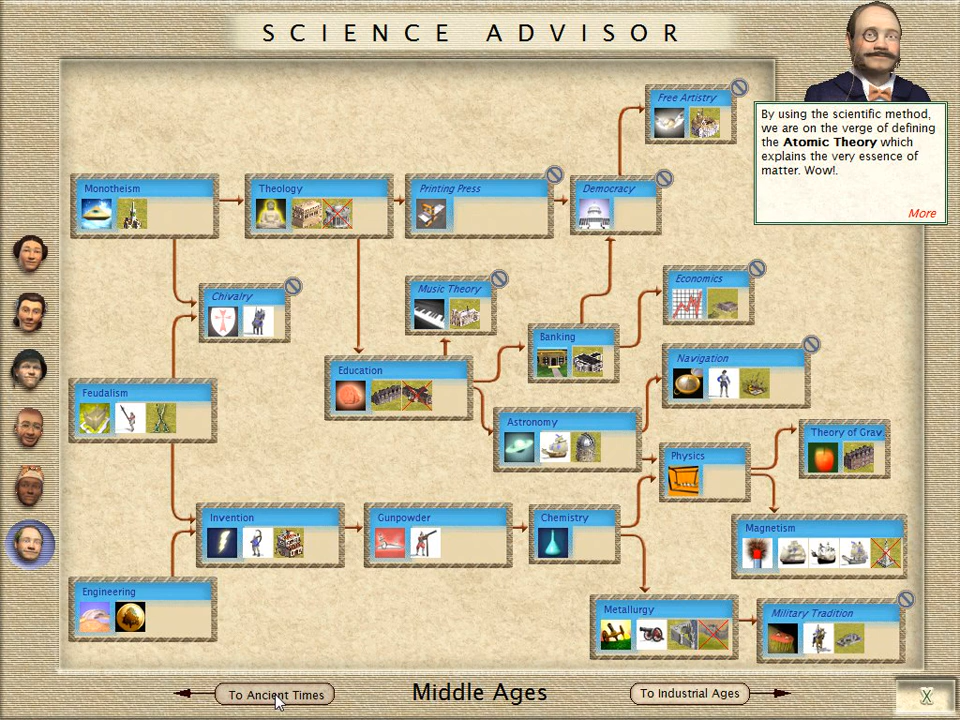 SCIENCE ADVISOR
By using the scientific method,
we are on the verge of defining
the Atomic Theory which
explains the very essence of
matter. Wow!.
More
Free Artistry
Monotheism
Theology
Printing Press
Democracy
Chivalry
Music Theory
Economics
Banking
Navigation
Education
Feudalism
Astronomy
Theory of Grav
Physics
Invention
Gunpowder
Chemistry
Magnetism
Engineering
Metallurgy
Military Tradition
To Ancient Times
Middle Ages
To Industrial Ages
X